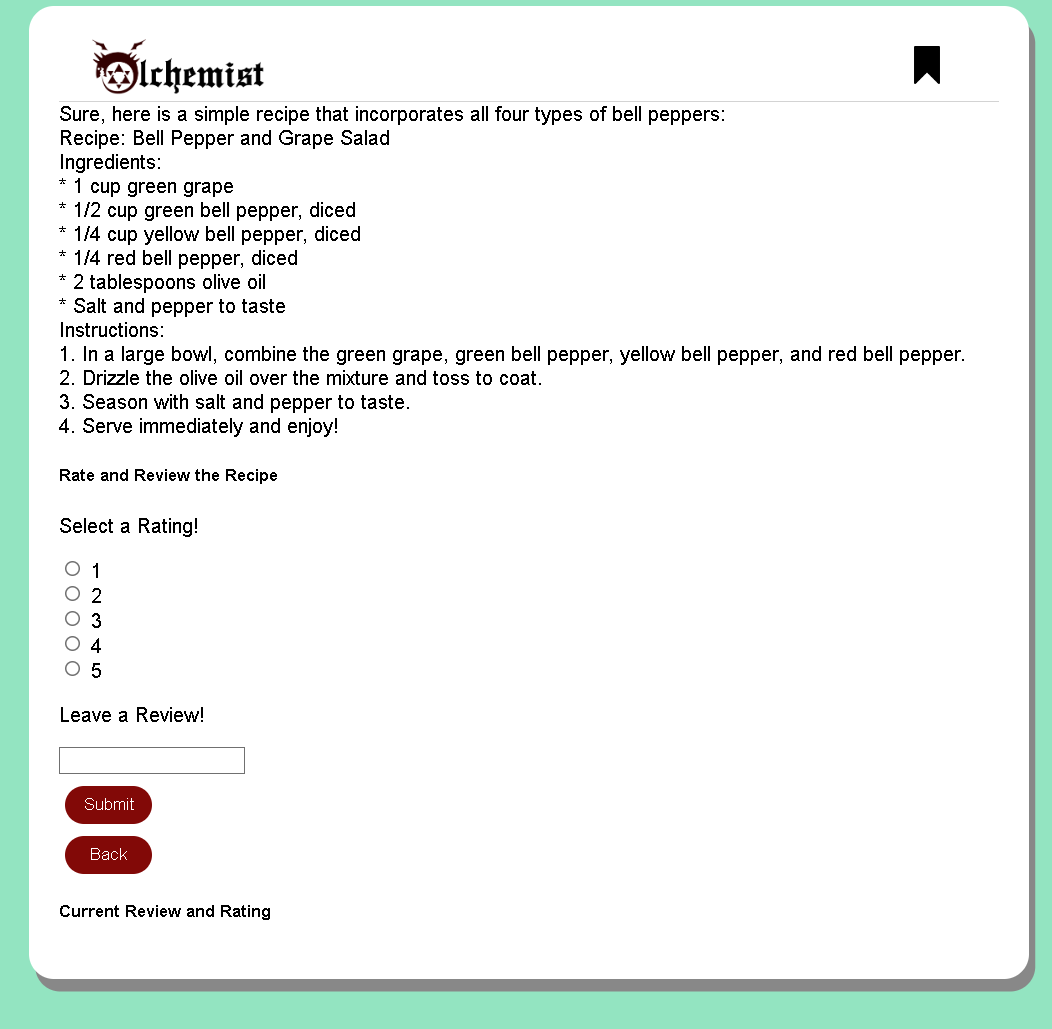 Olchemist
Sure, here is a simple recipe that incorporates all four types of bell peppers:
Recipe: Bell Pepper and Grape Salad
Ingredients:
* 1 cup green grape
* 1/2 cup green bell pepper, diced
* 1/4 cup yellow bell pepper, diced
* 1/4 red bell pepper, diced
* 2 tablespoons olive oil
* Salt and pepper to taste
Instructions:
1. In a large bowl, combine the green grape, green bell pepper, yellow bell pepper, and red bell pepper.
2. Drizzle the olive oil over the mixture and toss to coat.
3. Season with salt and pepper to taste.
4. Serve immediately and enjoy!
Rate and Review the Recipe
Select a Rating!
1
2
3
4
5
Leave a Review!
Submit
Back
Current Review and Rating